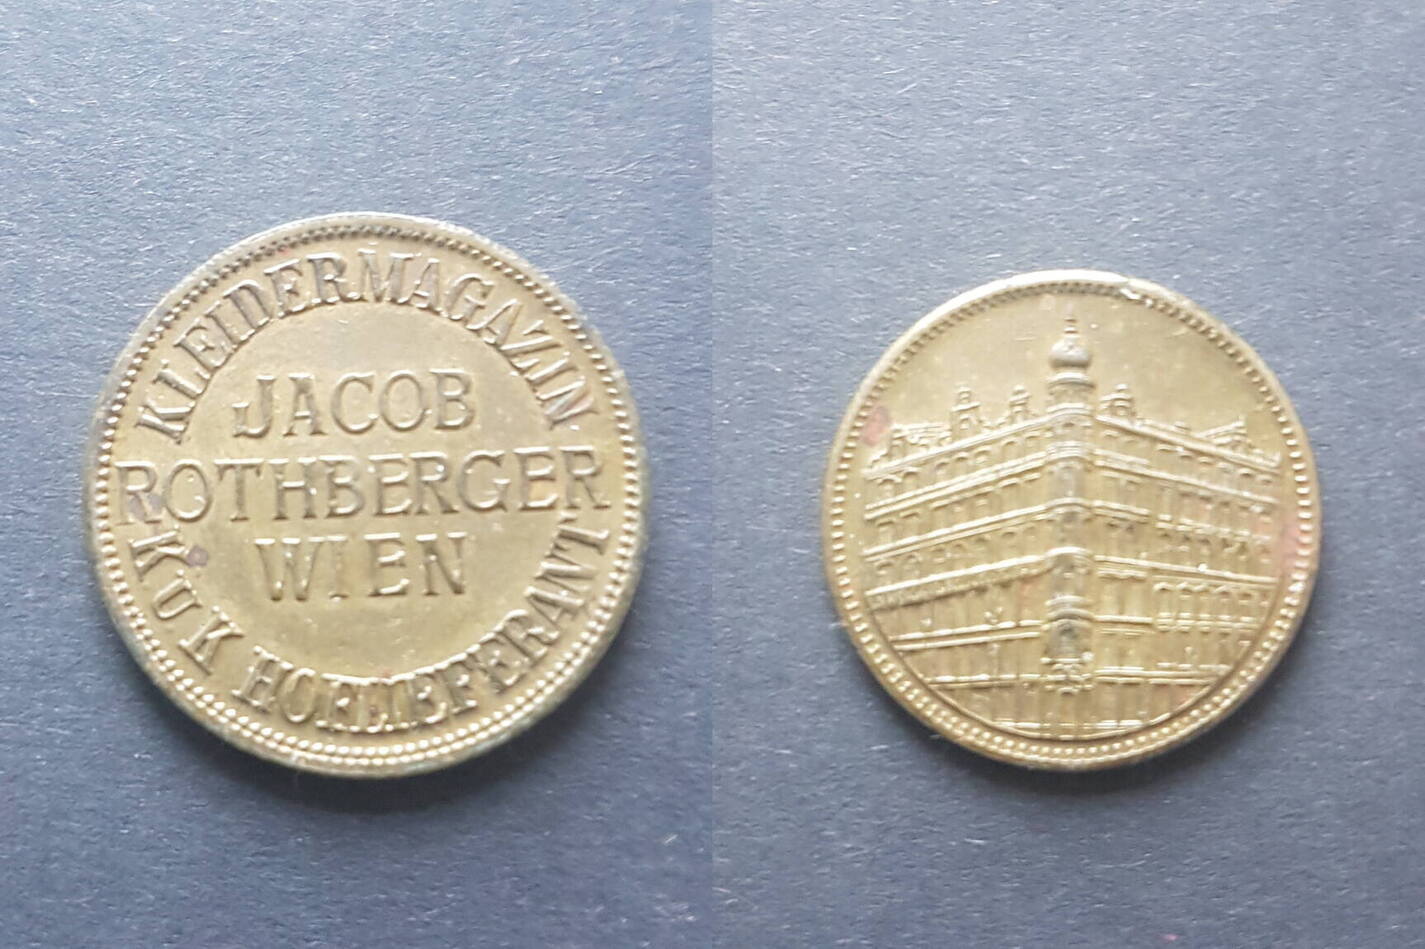 KLEIDERMAGAZIN
JACOB
ROTHBERGER
WIEN
K U K HOFLIEFERANT